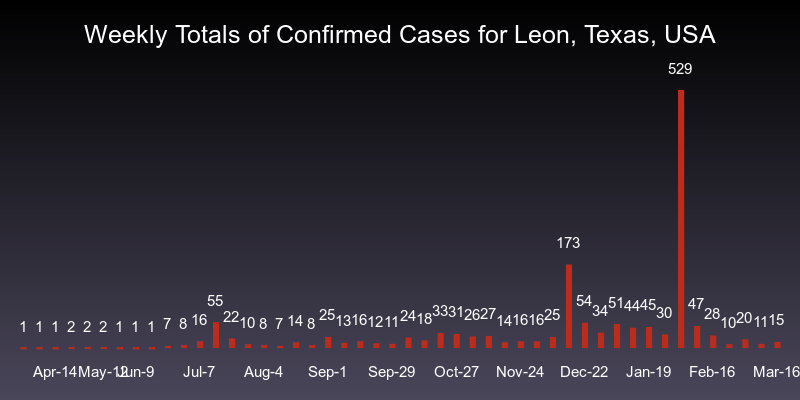 Weekly Totals of Confirmed Cases for Leon, Texas, USA
529
173
55 54 51 47
1 1 1 2 2 2 1 1 1 7 8 16 22 10 8 7 14 8 25 13 16 12 11 24 18 33 31 26 27 14 16 16 25 34 44 45 30 28 10 20 11 15
Apr-14 May-12 Jun-9 Jul-7 Aug-4 Sep-1 Sep-29 Oct-27 Nov-24 Dec-22 Jan-19 Feb-16 Mar-16